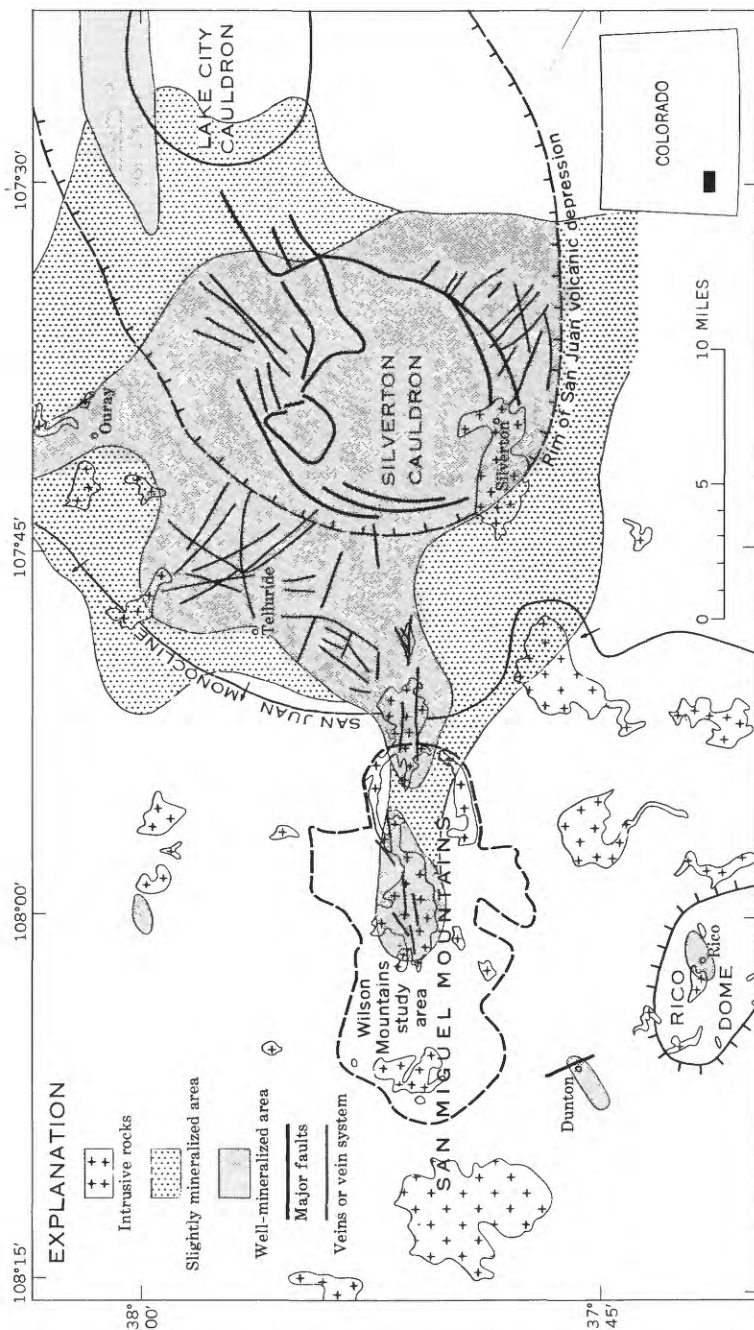 EXPLANATION
Intrusive rocks
Slightly mineralized area
Well-mineralized area
Major faults
Veins or vein system
108°15'
108°00'
107°45'
107°30'
38°
00'
37°
45'
LAKE CITY
CAULDRON
SILVERTON
CAULDRON
Ouray
Telluride
Silverton
Rim of San Juan volcanic depression
SAN JUAN MONOCLINE
Wilson
Mountains
study
area
SAN MIGUEL MOUNTAINS
Dunton
RICO
DOME
Rico
0 5 10 MILES
COLORADO